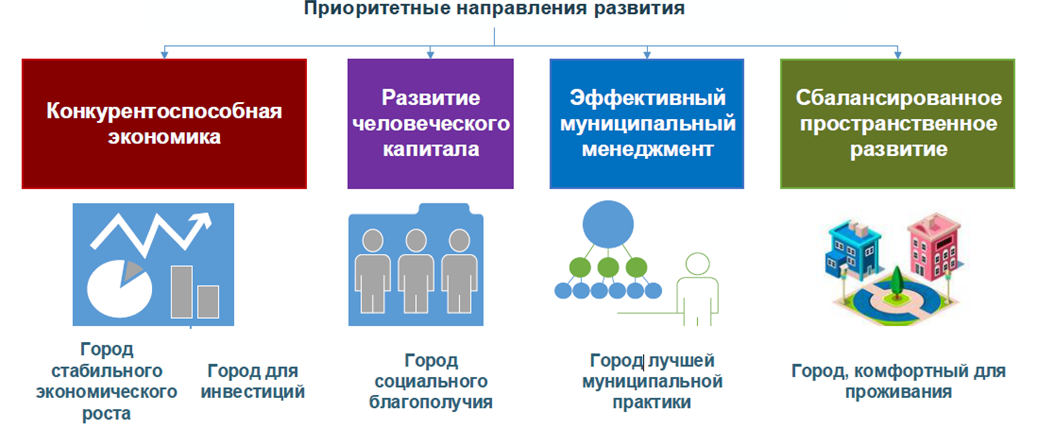 Приоритетные направления развития
Конкурентоспособная
экономика
Развитие
человеческого
капитала
Эффективный
муниципальный
менеджмент
Сбалансированное
пространственное
развитие
Город
стабильного
экономического
роста
Город для
инвестиций
Город
социального
благополучия
Город лучшей
муниципальной
практики
Город, комфортный для
проживания